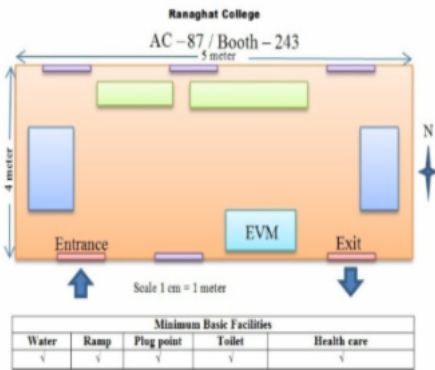 Ranaghat College
AC – 87 / Booth – 243
5 meter
4 meter
N
EVM
Entrance
Exit
Scale 1 cm = 1 meter
Minimum Basic Facilities
Water Ramp Plug point Toilet Health care
√ √ √ √ √